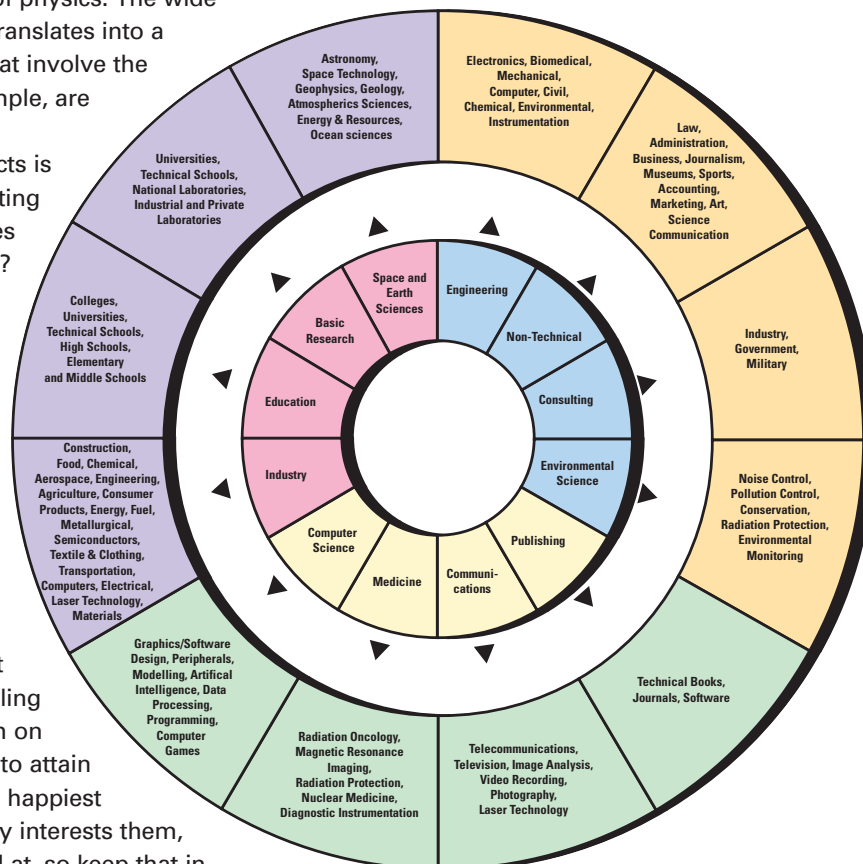 of physics. The wide
translates into a
at involve the
are
cts is
ting
es
?
Astronomy,
Space Technology,
Geophysics, Geology,
Atmospherics Sciences,
Energy & Resources,
Ocean sciences
Electronics, Biomedical,
Mechanical,
Computer, Civil,
Chemical, Environmental,
Instrumentation
Law,
Administration,
Business, Journalism,
Museums, Sports,
Accounting,
Marketing, Art,
Science
Communication
Industry,
Government,
Military
Noise Control,
Pollution Control,
Conservation,
Radiation Protection,
Environmental
Monitoring
Technical Books,
Journals, Software
Telecommunications,
Television, Image Analysis,
Video Recording,
Photography,
Laser Technology
Radiation Oncology,
Magnetic Resonance
Imaging,
Radiation Protection,
Nuclear Medicine,
Diagnostic Instrumentation
Graphics/Software
Design, Peripherals,
Modelling, Artifical
Intelligence, Data
Processing,
Programming,
Computer
Games
Construction,
Food, Chemical,
Aerospace, Engineering,
Agriculture, Consumer
Products, Energy, Fuel,
Metallurgical,
Semiconductors,
Textile & Clothing,
Transportation,
Computers, Electrical,
Laser Technology,
Materials
Colleges,
Universities,
Technical Schools,
High Schools,
Elementary
and Middle Schools
Universities,
Technical Schools,
National Laboratories,
Industrial and Private
Laboratories
Space and
Earth
Sciences
Engineering
Non-Technical
Consulting
Environmental
Science
Publishing
Communi-
cations
Medicine
Computer
Science
Industry
Education
Basic
Research
t
ling
n on
to attain
happiest
y interests them,
d at, so keep that in